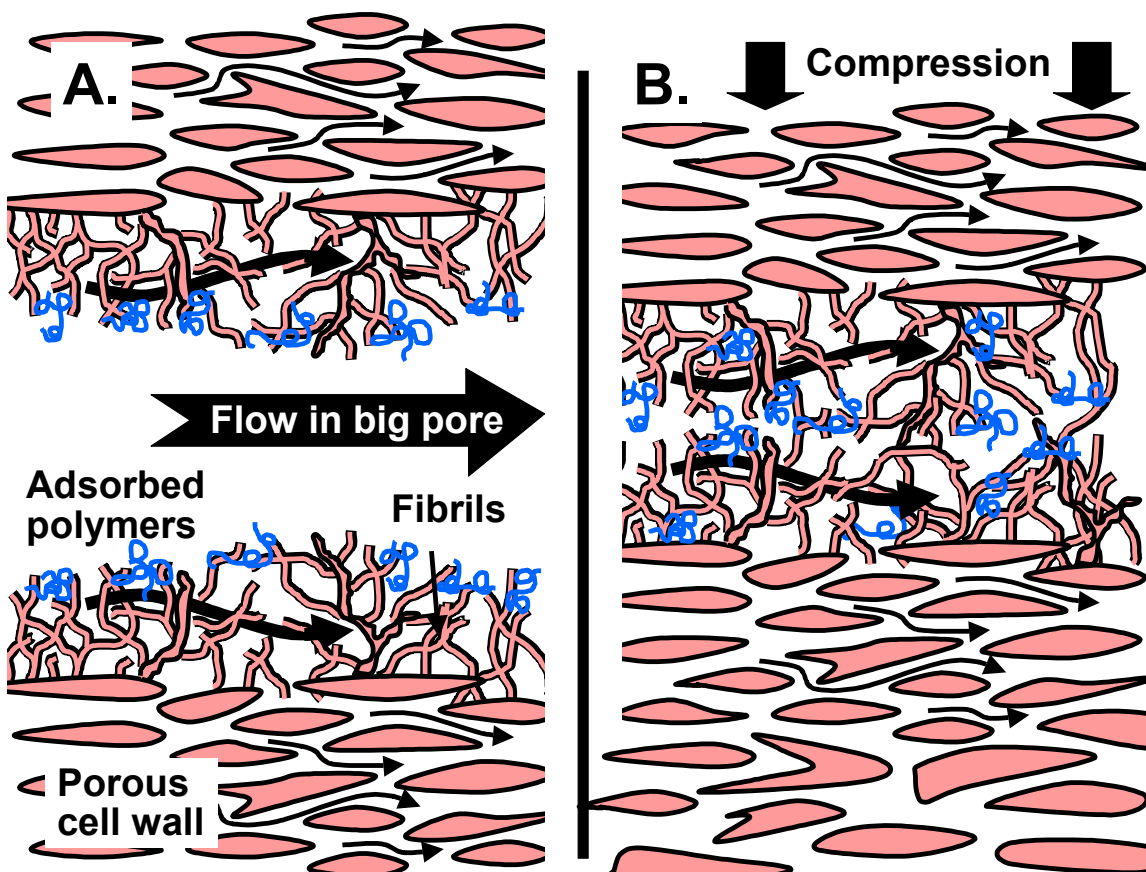 A.
Flow in big pore
Adsorbed
polymers
Fibrils
Porous
cell wall
B.
Compression